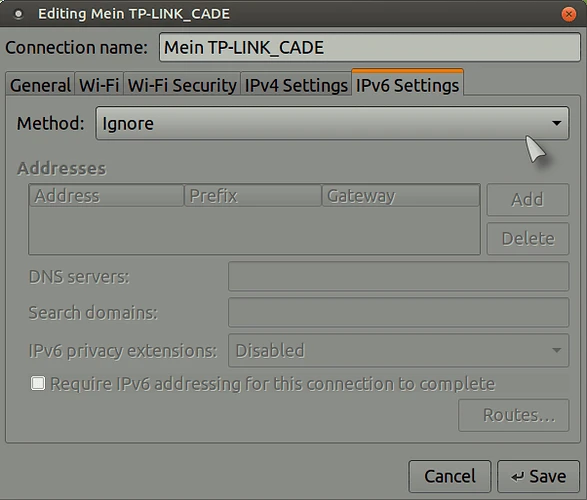 Editing Mein TP-LINK_CADE
Connection name: Mein TP-LINK_CADE
General Wi-Fi Wi-Fi Security IPv4 Settings IPv6 Settings
Method: Ignore
Addresses
Address Prefix Gateway
Add
Delete
DNS servers:
Search domains:
IPv6 privacy extensions: Disabled
Require IPv6 addressing for this connection to complete
Routes...
Cancel Save